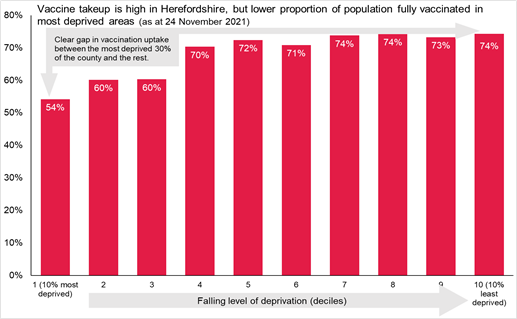 Vaccine takeup is high in Herefordshire, but lower proportion of population fully vaccinated in
most deprived areas (as at 24 November 2021)
80%
70%
60%
50%
40%
30%
20%
10%
0%
Clear gap in vaccination uptake
between the most deprived 30%
of the county and the rest.
54%
60%
60%
70%
72%
71%
74%
74%
73%
74%
1 (10% most
deprived)
2
3
4
5
6
7
8
9
10 (10%
least
deprived)
Falling level of deprivation (deciles)